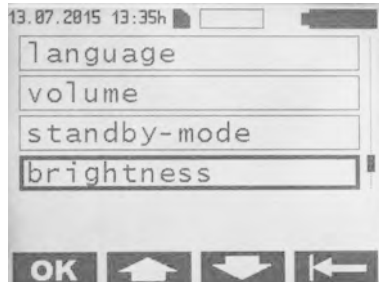 13.07.2015 13:35h
language
volume
standby-mode
brightness
OK